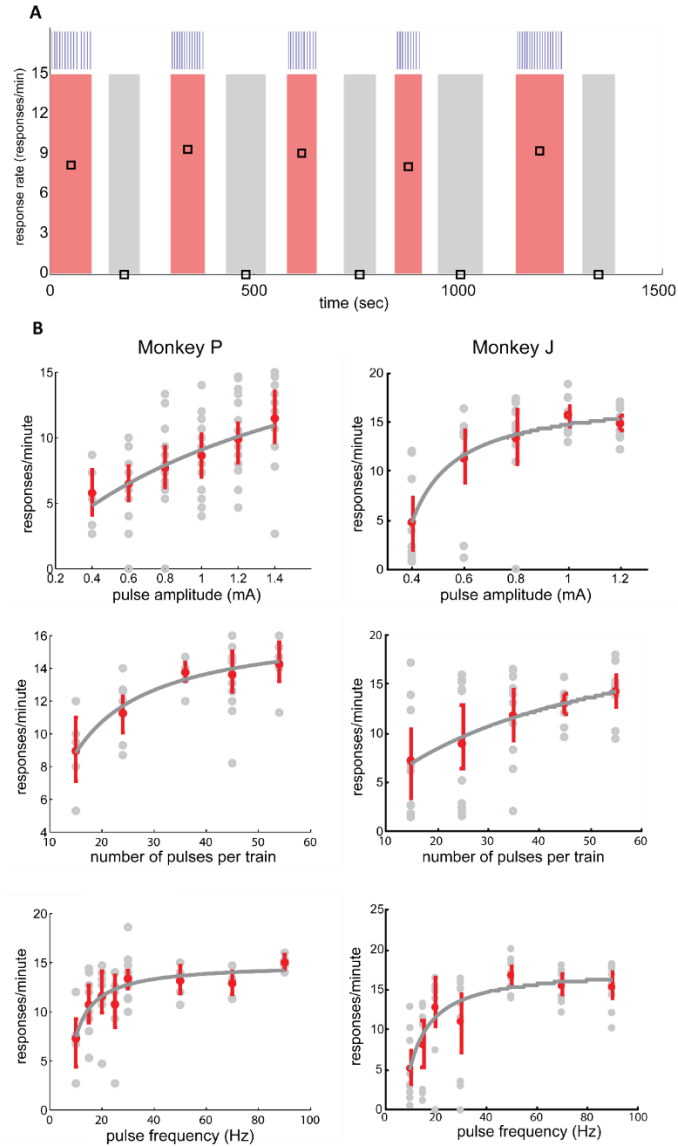 A
response rate (responses/min)
15
12
9
6
3
0
0 500 1000 1500
time (sec)
B
Monkey P Monkey J
responses/minute
15
10
5
0
0.2 0.4 0.6 0.8 1 1.2 1.4
pulse amplitude (mA)
responses/minute
20
15
10
5
0
0.4 0.6 0.8 1 1.2
pulse amplitude (mA)
responses/minute
16
14
12
10
8
6
4
10 20 30 40 50 60
number of pulses per train
responses/minute
20
15
10
5
0
10 20 30 40 50 60
number of pulses per train
responses/minute
20
15
10
5
0
0 20 40 60 80 100
pulse frequency (Hz)
responses/minute
25
20
15
10
5
0
0 20 40 60 80 100
pulse frequency (Hz)